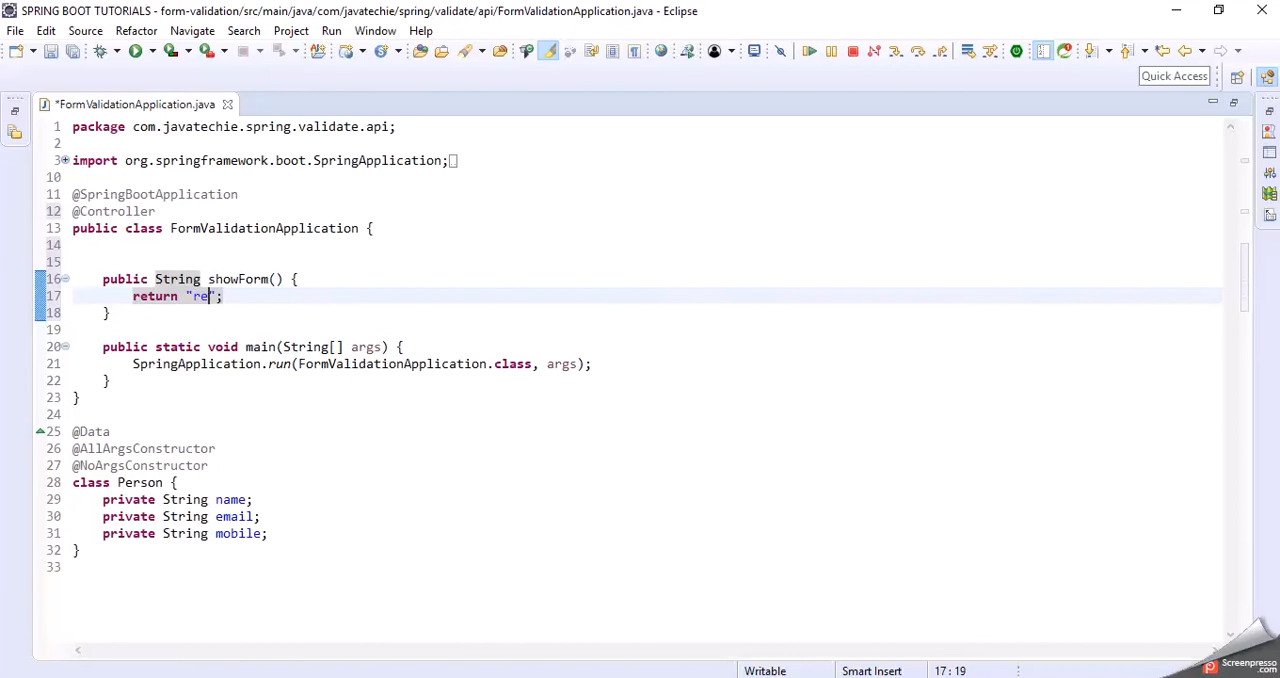 SPRING BOOT TUTORIALS - form-validation/src/main/java/com/javatechie/spring/validate/api/FormValidationApplication.java - Eclipse
File Edit Source Refactor Navigate Search Project Run Window Help
Quick Access
*FormValidationApplication.java
1 package com.javatechie.spring.validate.api;
2
3 import org.springframework.boot.SpringApplication;
10
11 @SpringBootApplication
12 @Controller
13 public class FormValidationApplication {
14
15
16 public String showForm() {
17 return "re";
18 }
19
20 public static void main(String[] args) {
21 SpringApplication.run(FormValidationApplication.class, args);
22 }
23 }
24
25 @Data
26 @AllArgsConstructor
27 @NoArgsConstructor
28 class Person {
29 private String name;
30 private String email;
31 private String mobile;
32 }
33
Writable Smart Insert 17 : 19
Screenpresso
.com